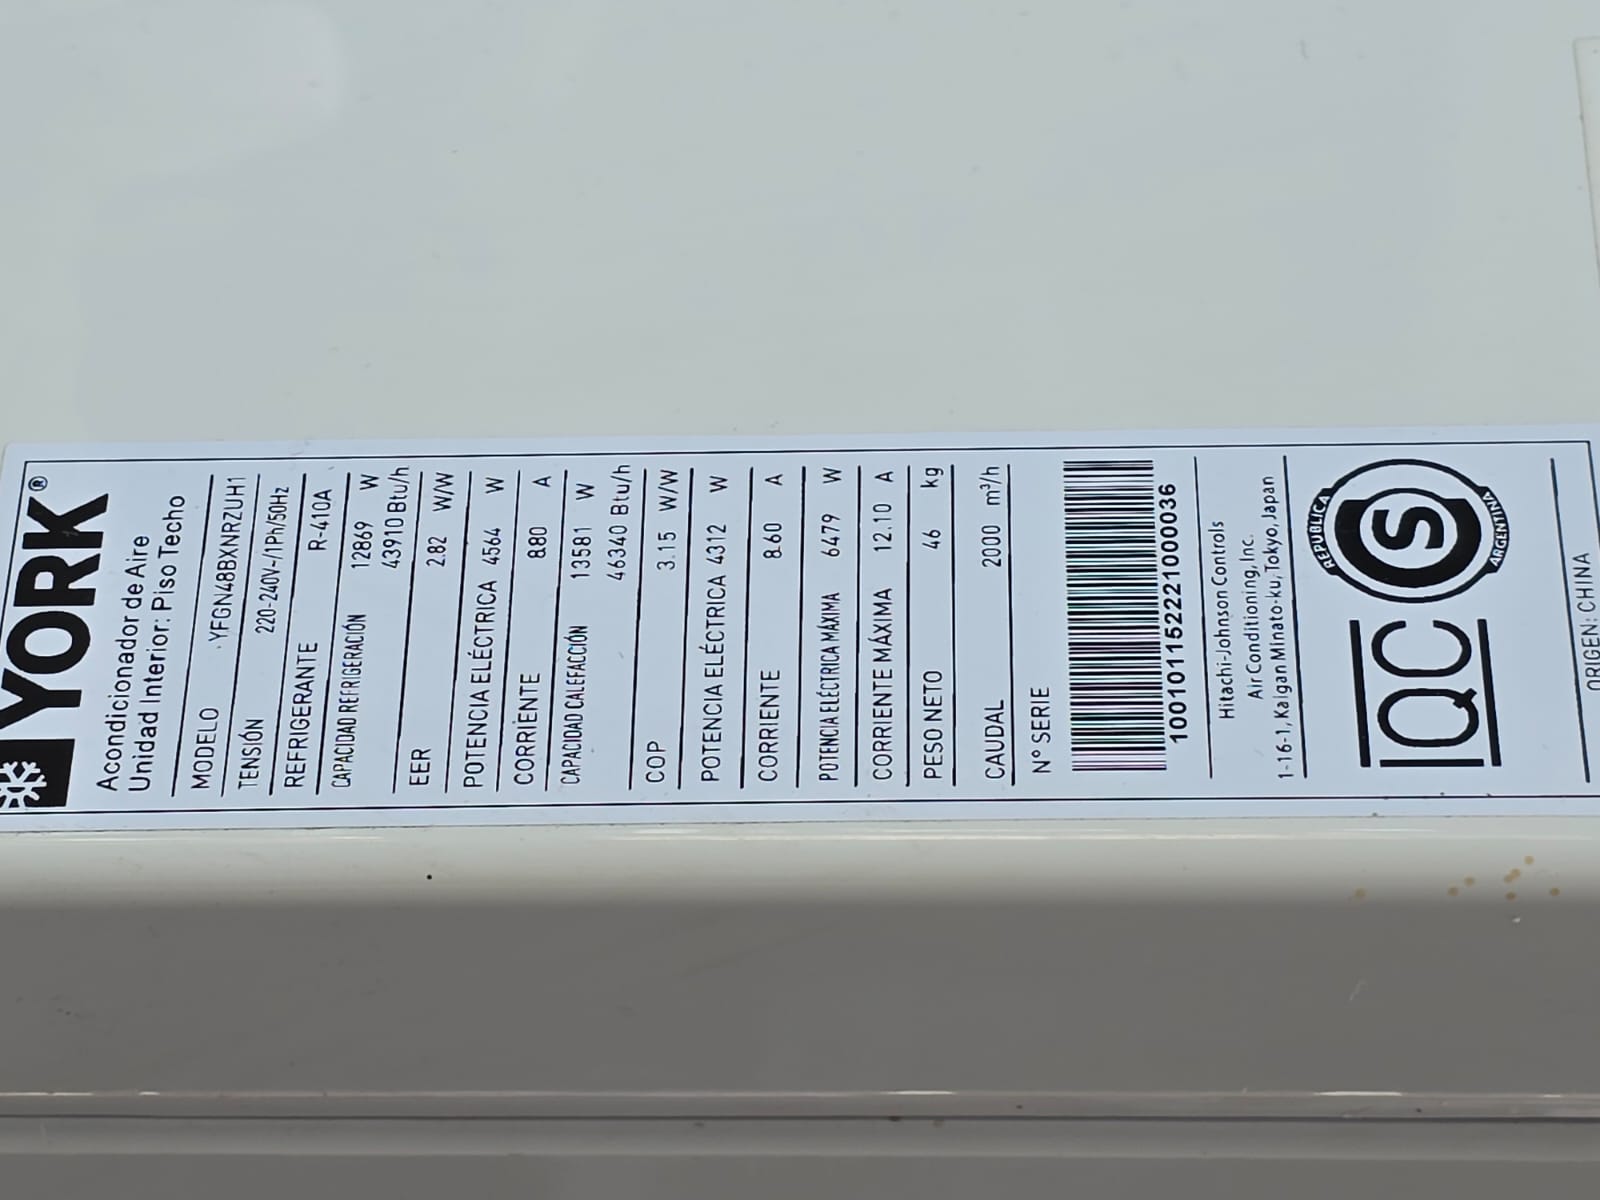 YORK®
Acondicionador de Aire
Unidad Interior: Piso Techo
MODELO YFGN48BXNRZUH1
TENSIÓN 220-240V~/1Ph/50Hz
REFRIGERANTE R-410A
CAPACIDAD REFRIGERACIÓN 12869 W
43910 Btu/h
EER 2.82 W/W
POTENCIA ELÉCTRICA 4564 W
CORRIENTE 8.80 A
CAPACIDAD CALEFACCIÓN 13581 W
46340 Btu/h
COP 3.15 W/W
POTENCIA ELÉCTRICA 4312 W
CORRIENTE 8.60 A
POTENCIA ELÉCTRICA MÁXIMA 6479 W
CORRIENTE MÁXIMA 12.10 A
PESO NETO 46 kg
CAUDAL 2000 m³/h
N° SERIE
100101152221000036
Hitachi-Johnson Controls
Air Conditioning, Inc.
1-16-1, Kaigan Minato-ku, Tokyo, Japan
IQC
REPUBLICA
S
ARGENTINA
ORIGEN: CHINA